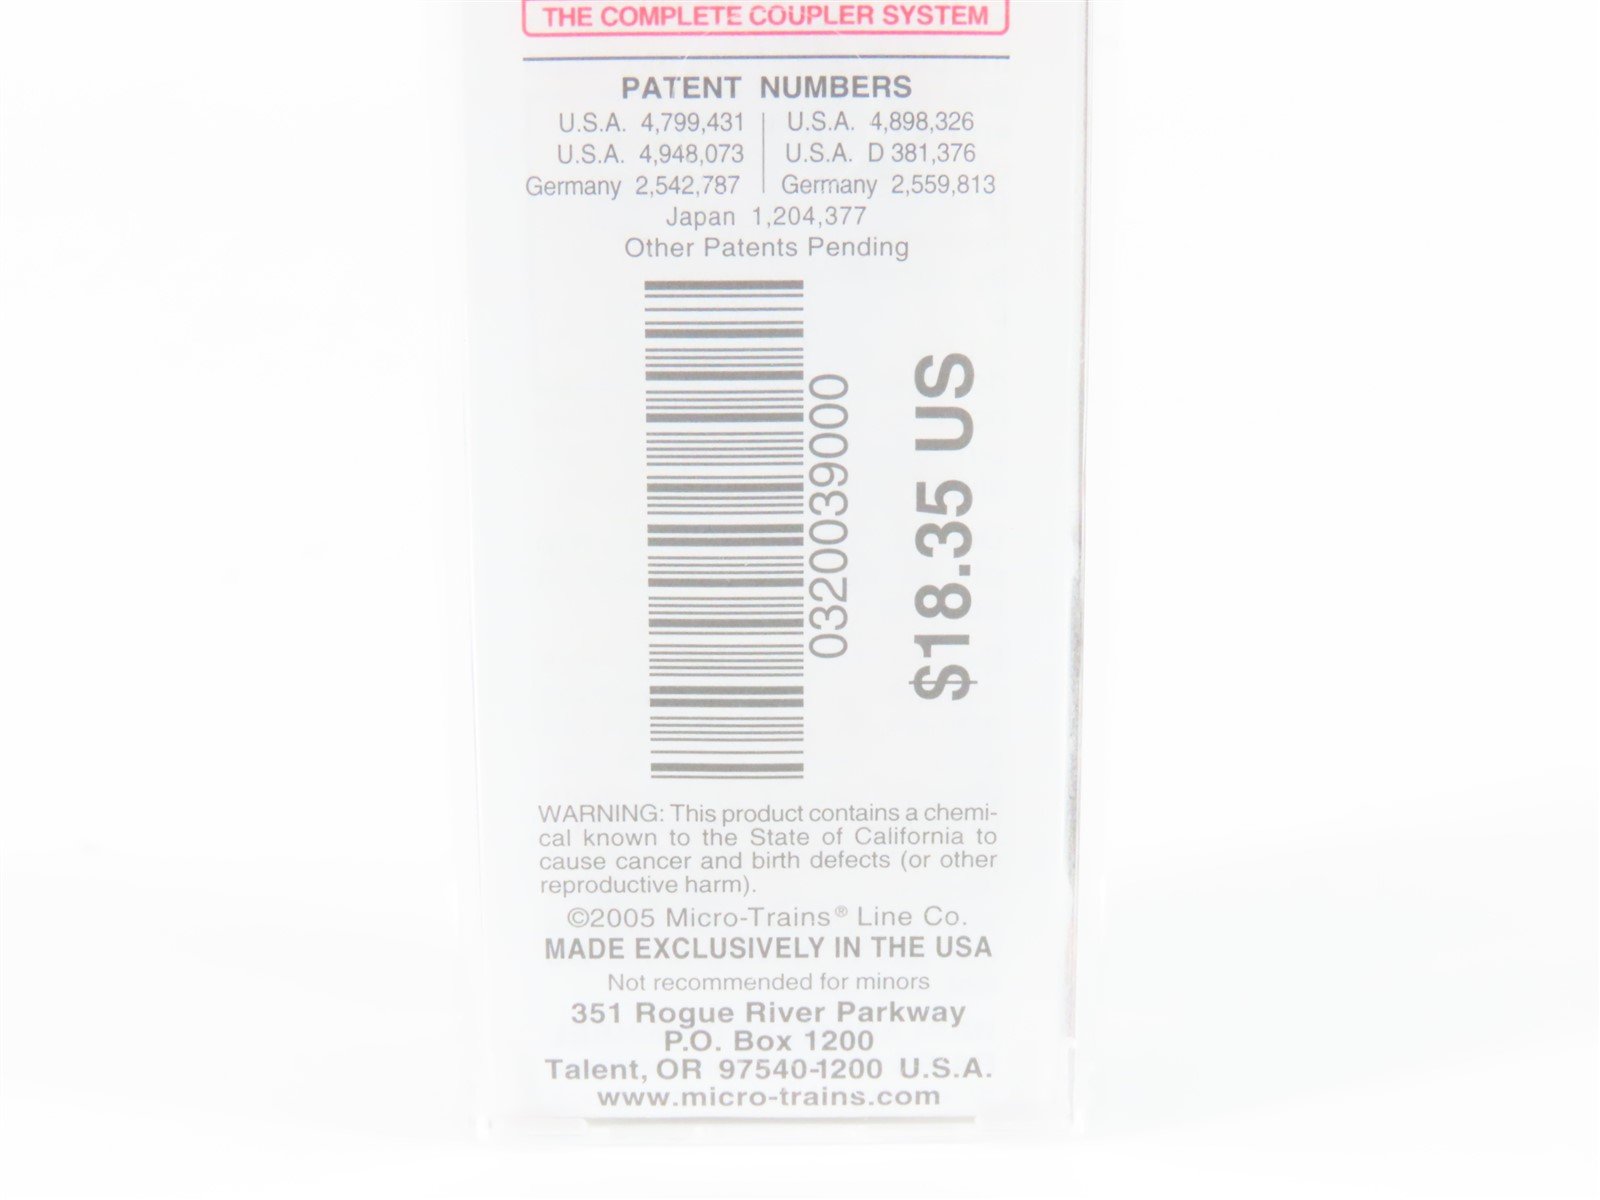 THE COMPLETE COUPLER SYSTEM
PATENT NUMBERS
U.S.A. 4,799,431 U.S.A. 4,898,326
U.S.A. 4,948,073 U.S.A. D 381,376
Germany 2,542,787 Germany 2,559,813
Japan 1,204,377
Other Patents Pending
0320039000
$18.35 US
WARNING: This product contains a chemi-
cal known to the State of California to
cause cancer and birth defects (or other
reproductive harm).
©2005 Micro-Trains® Line Co.
MADE EXCLUSIVELY IN THE USA
Not recommended for minors
351 Rogue River Parkway
P.O. Box 1200
Talent, OR 97540-1200 U.S.A.
www.micro-trains.com